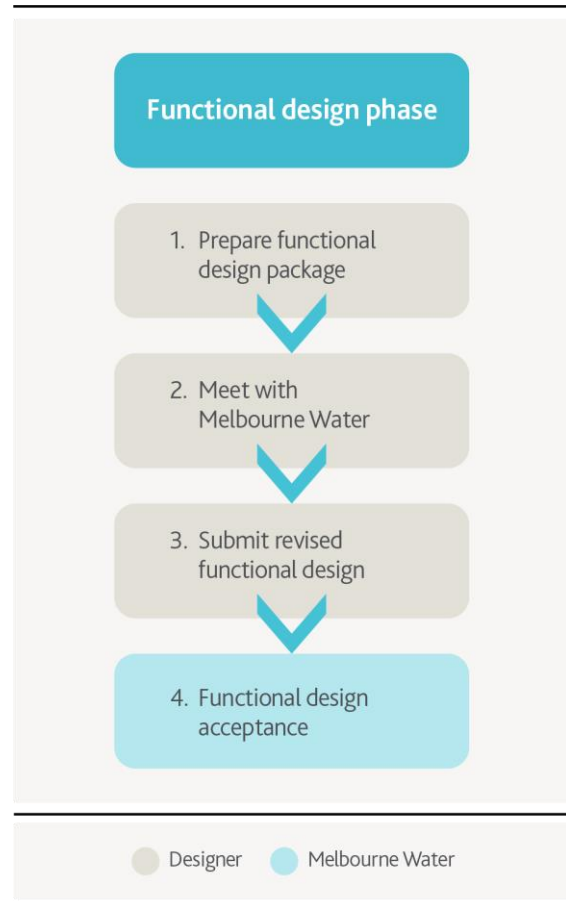 Functional design phase
1. Prepare functional
design package
2. Meet with
Melbourne Water
3. Submit revised
functional design
4. Functional design
acceptance
Designer
Melbourne Water